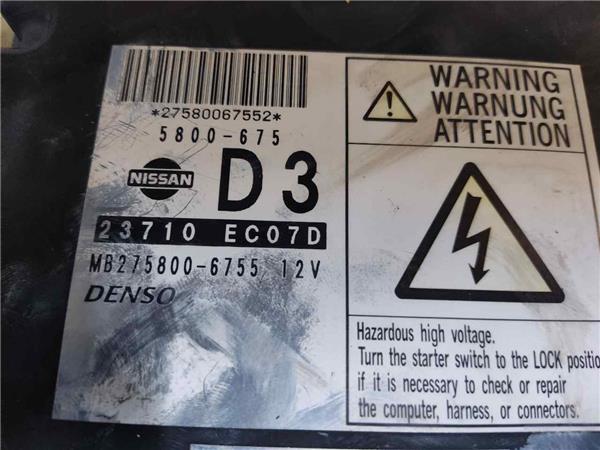 *27580067552*
5800-675
NISSAN
D3
23710 EC07D
MB275800-6755 12V
DENSO
WARNING
WARNUNG
ATTENTION
Hazardous high voltage.
Turn the starter switch to the LOCK position
if it is necessary to check or repair
the computer, harness, or connectors.